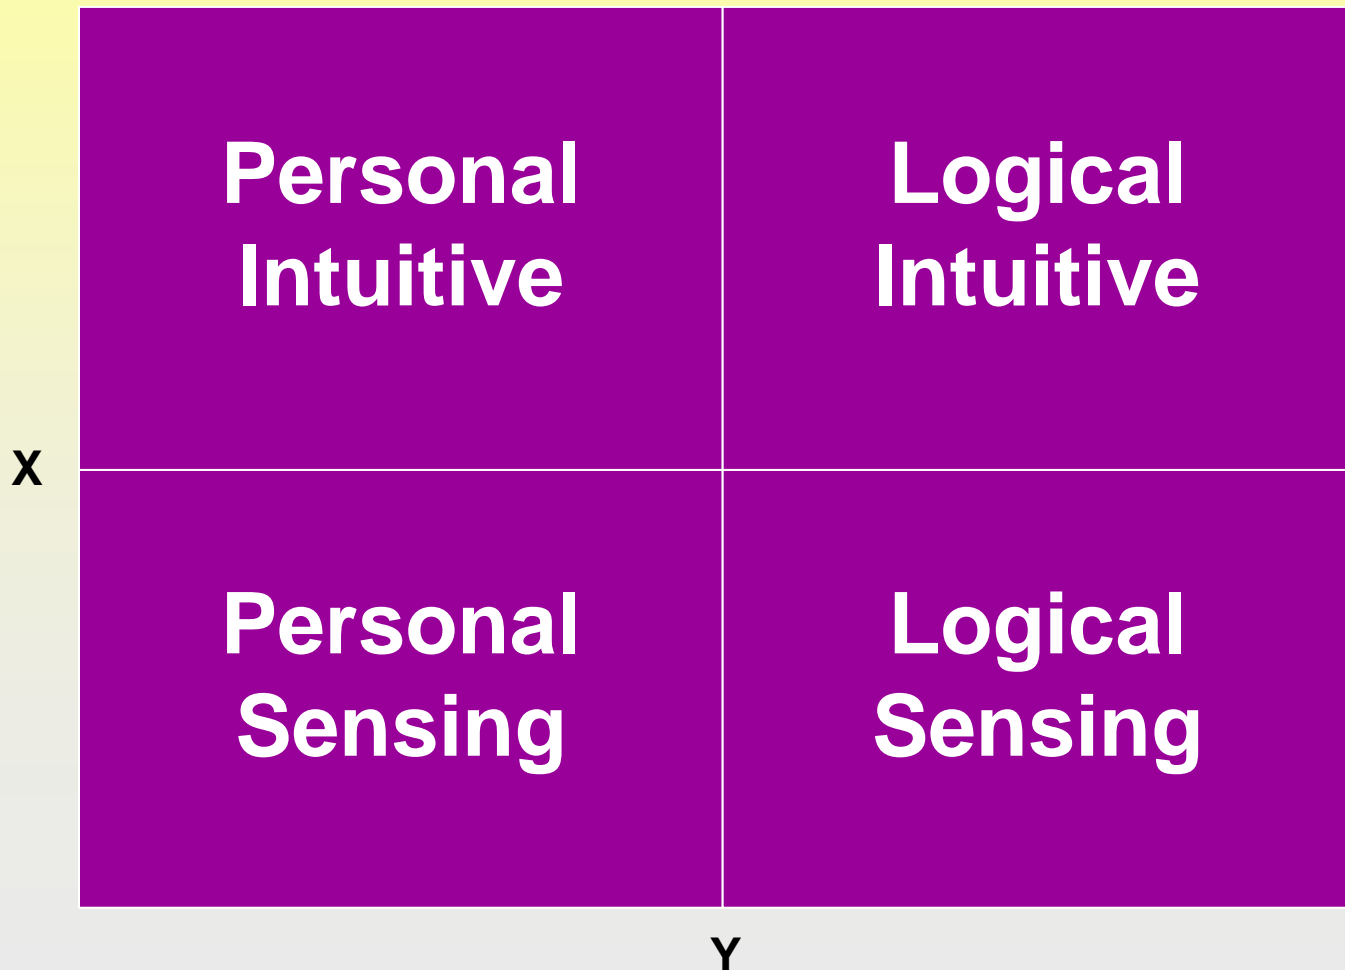 Personal
Intuitive
Logical
Intuitive
X
Personal
Sensing
Logical
Sensing
Y